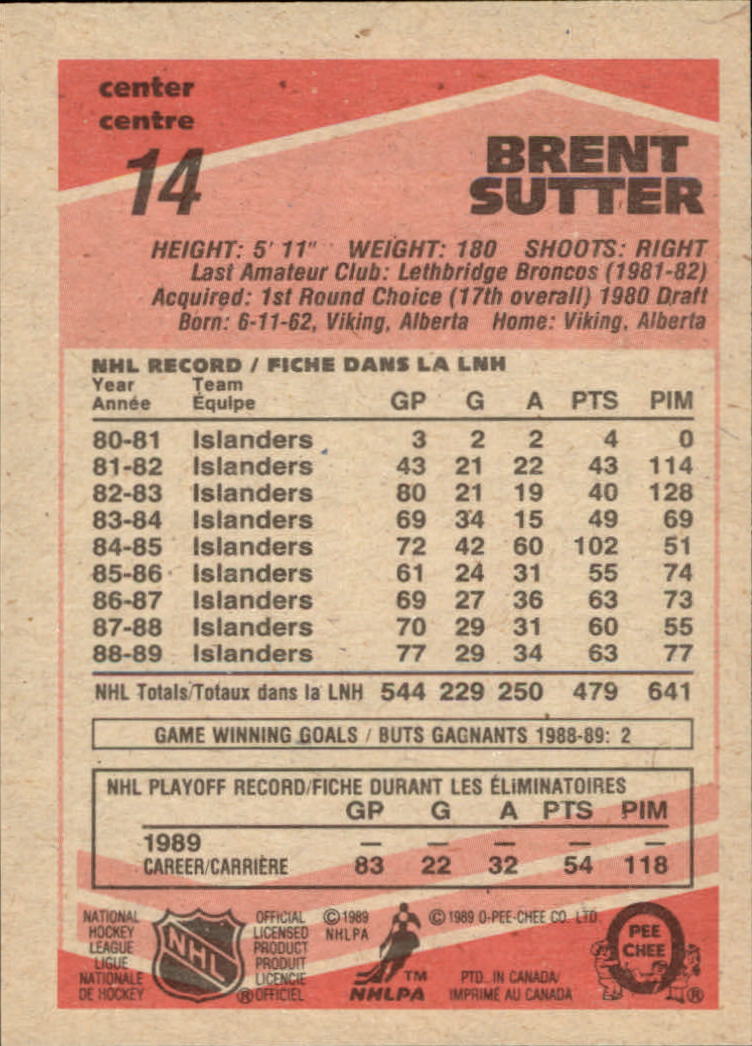 center
centre
14
BRENT
SUTTER
HEIGHT: 5' 11" WEIGHT: 180 SHOOTS: RIGHT
Last Amateur Club: Lethbridge Broncos (1981-82)
Acquired: 1st Round Choice (17th overall) 1980 Draft
Born: 6-11-62, Viking, Alberta Home: Viking, Alberta
NHL RECORD / FICHE DANS LA LNH
Year Team
Année Équipe GP G A PTS PIM
80-81 Islanders 3 2 2 4 0
81-82 Islanders 43 21 22 43 114
82-83 Islanders 80 21 19 40 128
83-84 Islanders 69 34 15 49 69
84-85 Islanders 72 42 60 102 51
85-86 Islanders 61 24 31 55 74
86-87 Islanders 69 27 36 63 73
87-88 Islanders 70 29 31 60 55
88-89 Islanders 77 29 34 63 77
NHL Totals/Totaux dans la LNH 544 229 250 479 641
GAME WINNING GOALS / BUTS GAGNANTS 1988-89: 2
NHL PLAYOFF RECORD/FICHE DURANT LES ÉLIMINATOIRES
GP G A PTS PIM
1989 — — — — —
CAREER/CARRIÈRE 83 22 32 54 118
NATIONAL
HOCKEY
LEAGUE
LIGUE
NATIONALE
DE HOCKEY
NHL
OFFICIAL
LICENSED
PRODUCT
PRODUIT
LICENCIE
® OFFICIEL
© 1989
NHLPA
TM
NHLPA
© 1989 O-PEE-CHEE CO. LTD.
PTD. IN CANADA/
IMPRIMÉ AU CANADA
PEE
CHEE
®